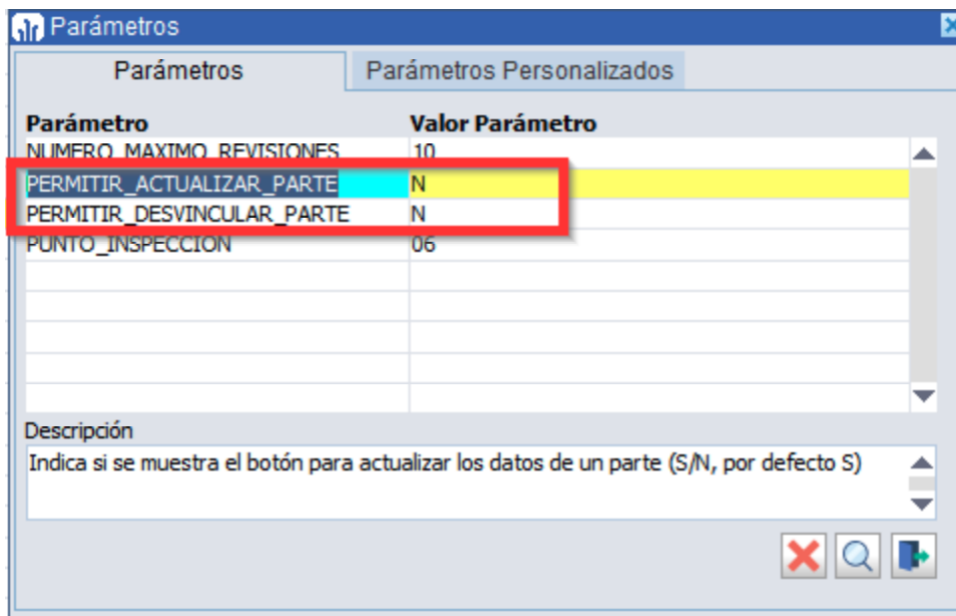 Parámetros
Parámetros Parámetros Personalizados
Parámetro Valor Parámetro
NUMERO_MAXIMO_REVISIONES 10
PERMITIR_ACTUALIZAR_PARTE N
PERMITIR_DESVINCULAR_PARTE N
PUNTO_INSPECCION 06
Descripción
Indica si se muestra el botón para actualizar los datos de un parte (S/N, por defecto S)